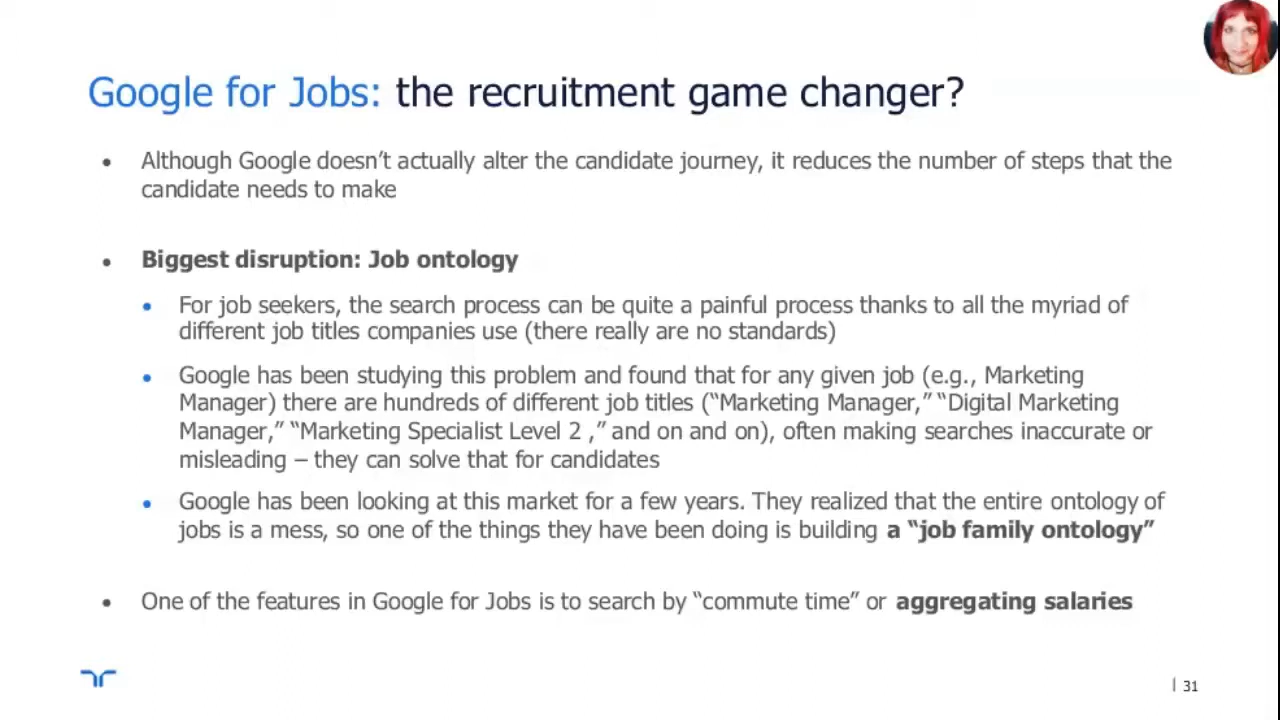 Google for Jobs: the recruitment game changer?
• Although Google doesn’t actually alter the candidate journey, it reduces the number of steps that the
candidate needs to make
• Biggest disruption: Job ontology
• For job seekers, the search process can be quite a painful process thanks to all the myriad of
different job titles companies use (there really are no standards)
• Google has been studying this problem and found that for any given job (e.g., Marketing
Manager) there are hundreds of different job titles (“Marketing Manager,” “Digital Marketing
Manager,” “Marketing Specialist Level 2 ,” and on and on), often making searches inaccurate or
misleading – they can solve that for candidates
• Google has been looking at this market for a few years. They realized that the entire ontology of
jobs is a mess, so one of the things they have been doing is building a “job family ontology”
• One of the features in Google for Jobs is to search by “commute time” or aggregating salaries
| 31